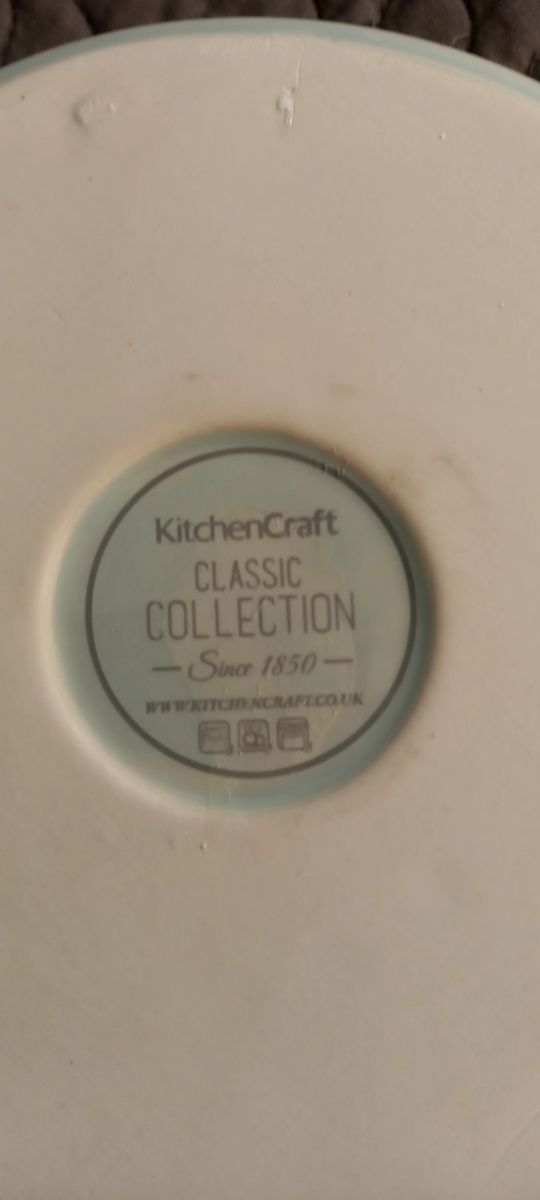 KitchenCraft
CLASSIC
COLLECTION
Since 1850
WWW.KITCHENCRAFT.CO.UK